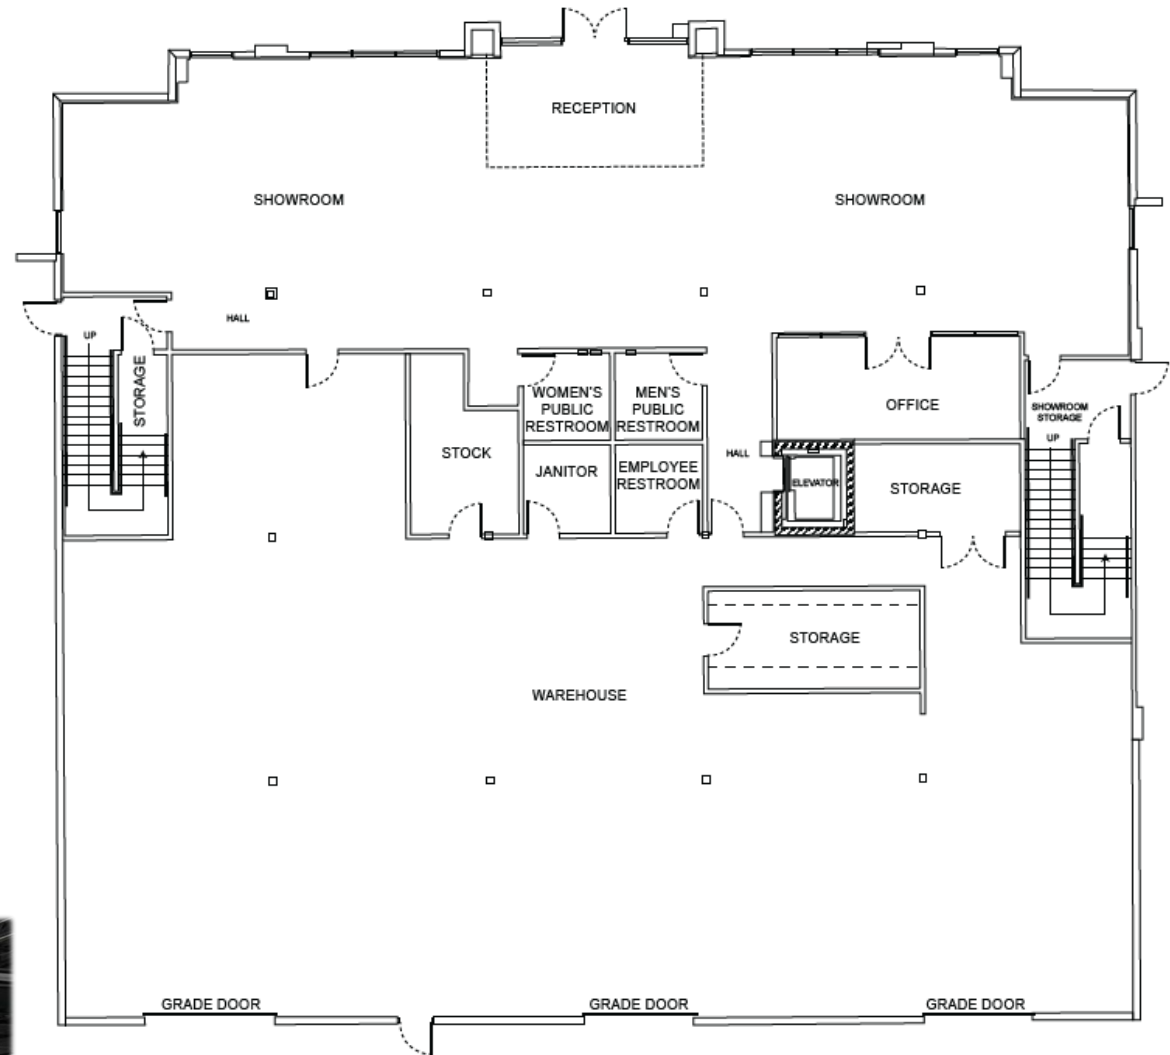 RECEPTION
SHOWROOM
SHOWROOM
HALL
UP
STORAGE
WOMEN'S
PUBLIC
RESTROOM
MEN'S
PUBLIC
RESTROOM
OFFICE
SHOWROOM
STORAGE
UP
STOCK
JANITOR
EMPLOYEE
RESTROOM
HALL
ELEVATOR
STORAGE
STORAGE
WAREHOUSE
GRADE DOOR
GRADE DOOR
GRADE DOOR